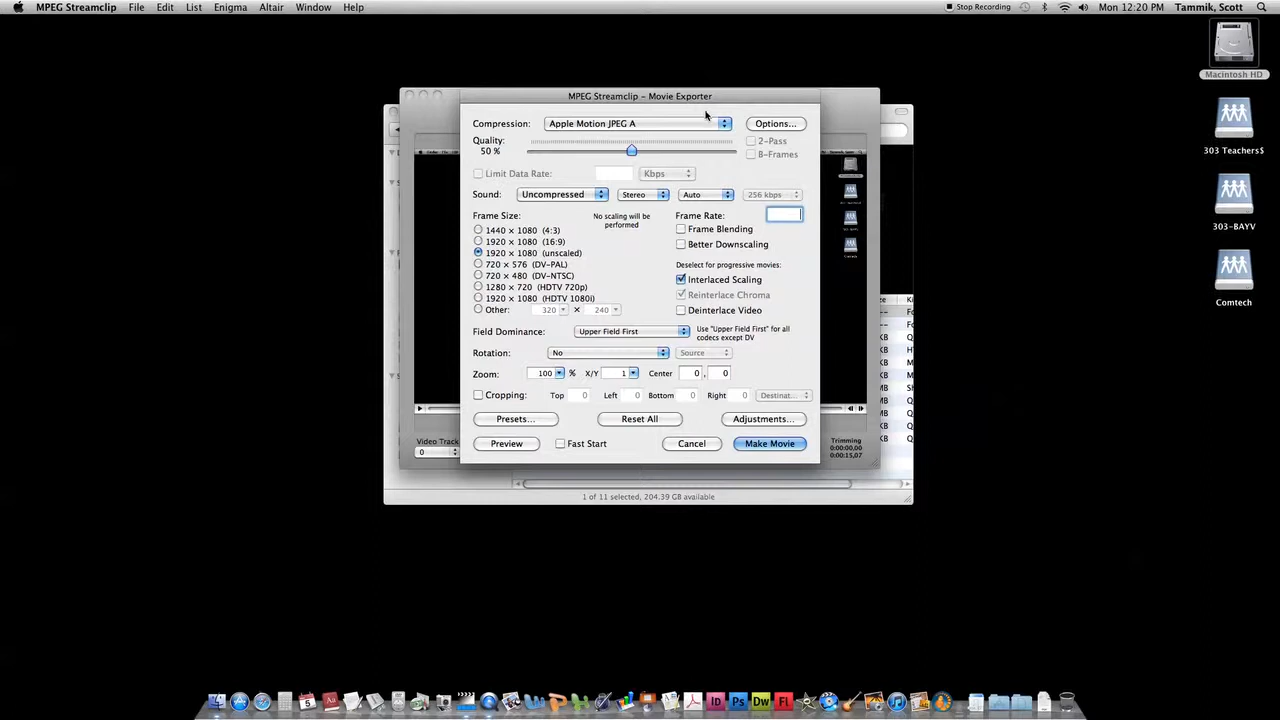 MPEG Streamclip File Edit List Enigma Altair Window Help Stop Recording Mon 12:20 PM Tammik, Scott
Macintosh HD
303 Teachers$
303-BAYV
Comtech
MPEG Streamclip - Movie Exporter
Compression: Apple Motion JPEG A Options...
Quality: 2-Pass
50 % B-Frames
Limit Data Rate: Kbps
Sound: Uncompressed Stereo Auto 256 kbps
Frame Size: No scaling will be performed Frame Rate:
1440 × 1080 (4:3) Frame Blending
1920 × 1080 (16:9) Better Downscaling
1920 × 1080 (unscaled)
720 × 576 (DV-PAL) Deselect for progressive movies:
720 × 480 (DV-NTSC) Interlaced Scaling
1280 × 720 (HDTV 720p) Reinterlace Chroma
1920 × 1080 (HDTV 1080i)
Other: 320 × 240 Deinterlace Video
Field Dominance: Upper Field First Use "Upper Field First" for all codecs except DV
Rotation: No Source
Zoom: 100 % X/Y 1 Center 0 , 0
Cropping: Top 0 Left 0 Bottom 0 Right 0 Destinat...
Presets... Reset All Adjustments...
Preview Fast Start Cancel Make Movie
Video Track
0
Trimming
0:00:00,00
0:00:15,07
1 of 11 selected, 204.39 GB available
5
Aa
ID Ps Dw Fl